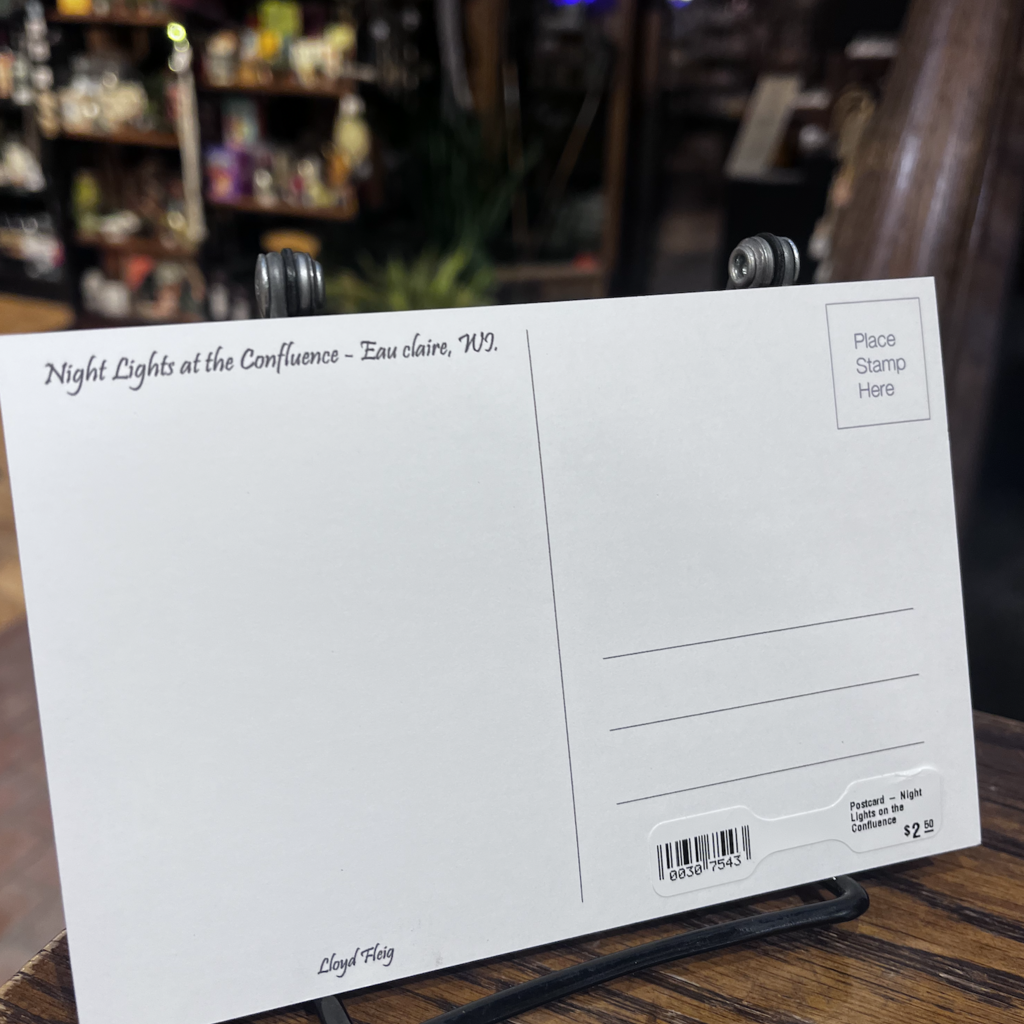 Night Lights at the Confluence - Eau claire, WI.
Place
Stamp
Here
Postcard - Night
Lights on the
Confluence
$2 50
0030 7543
Lloyd Fleig